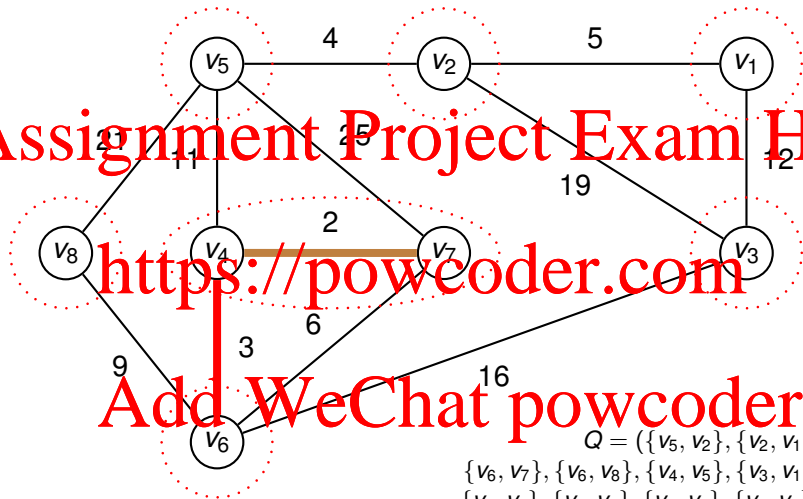 4 5
v5 v2 v1
Assignment Project Exam H
21 11 25 12
19
2
v8 v4 v7 v3
https://powcoder.com
6
3
9 16
Add WeChat powcoder
v6
Q = ({v5, v2}, {v2, v1
{v6, v7}, {v6, v8}, {v4, v5}, {v3, v1